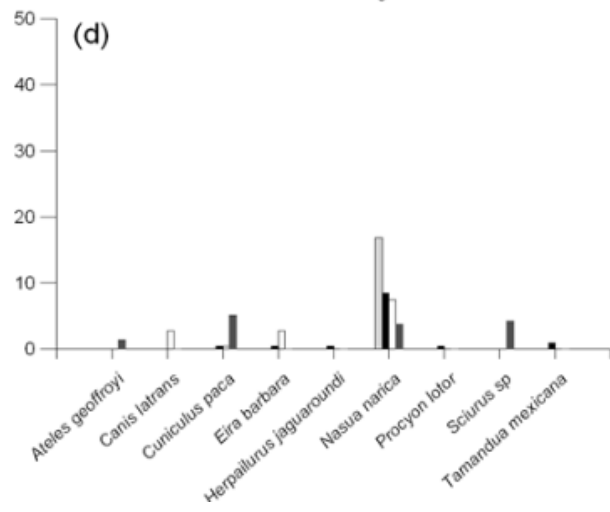 (d)
50
40
30
20
10
0
Ateles geoffroyi
Canis latrans
Cuniculus paca
Eira barbara
Herpailurus jaguaroundi
Nasua narica
Procyon lotor
Sciurus sp
Tamandua mexicana